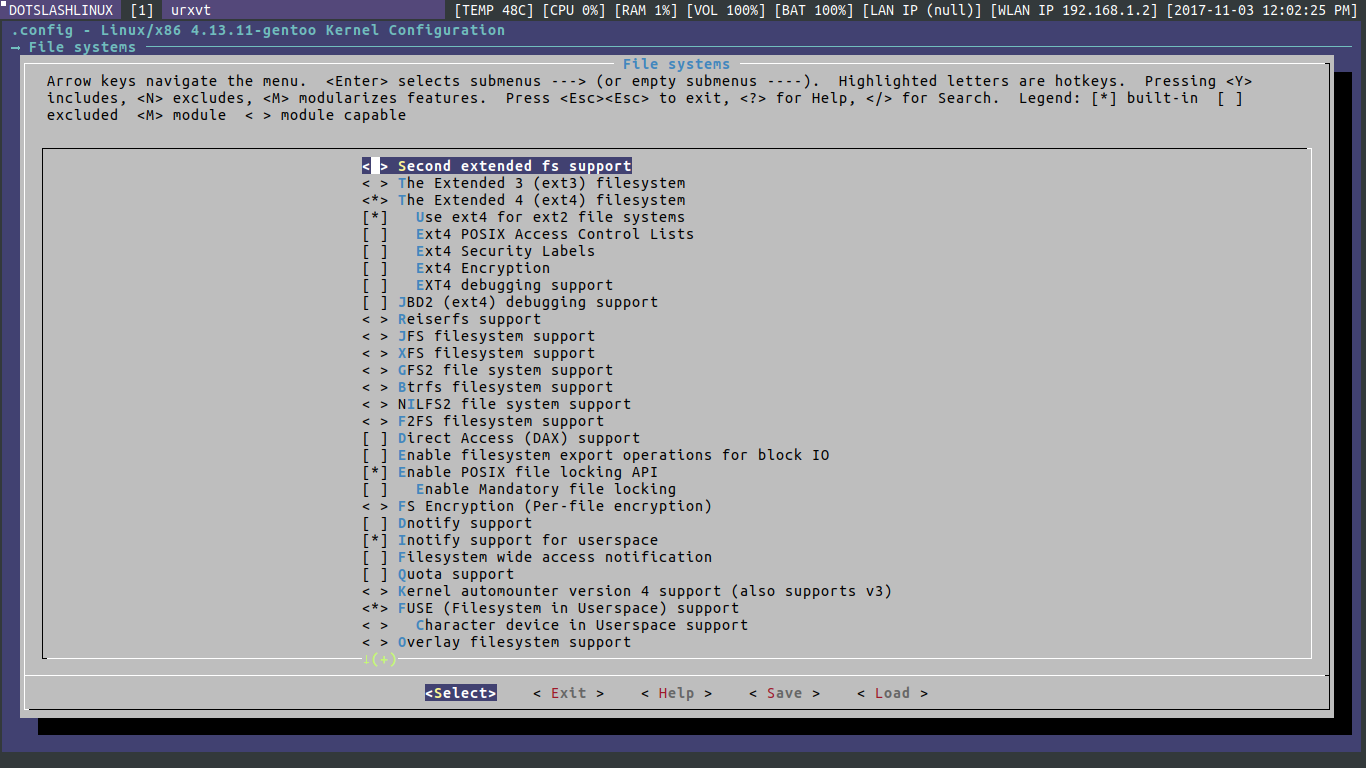 DOTSLASHLINUX [1] urxvt [TEMP 48C] [CPU 0%] [RAM 1%] [VOL 100%] [BAT 100%] [LAN IP (null)] [WLAN IP 192.168.1.2] [2017-11-03 12:02:25 PM]
.config - Linux/x86 4.13.11-gentoo Kernel Configuration
→ File systems
File systems
Arrow keys navigate the menu.  <Enter> selects submenus ---> (or empty submenus ----).  Highlighted letters are hotkeys.  Pressing <Y>
includes, <N> excludes, <M> modularizes features.  Press <Esc><Esc> to exit, <?> for Help, </> for Search.  Legend: [*] built-in  [ ]
excluded  <M> module  < > module capable
< > Second extended fs support
< > The Extended 3 (ext3) filesystem
<*> The Extended 4 (ext4) filesystem
[*]   Use ext4 for ext2 file systems
[ ]   Ext4 POSIX Access Control Lists
[ ]   Ext4 Security Labels
[ ]   Ext4 Encryption
[ ]   EXT4 debugging support
[ ] JBD2 (ext4) debugging support
< > Reiserfs support
< > JFS filesystem support
< > XFS filesystem support
< > GFS2 file system support
< > Btrfs filesystem support
< > NILFS2 file system support
< > F2FS filesystem support
[ ] Direct Access (DAX) support
[ ] Enable filesystem export operations for block IO
[*] Enable POSIX file locking API
[ ]   Enable Mandatory file locking
< > FS Encryption (Per-file encryption)
[ ] Dnotify support
[*] Inotify support for userspace
[ ] Filesystem wide access notification
[ ] Quota support
< > Kernel automounter version 4 support (also supports v3)
<*> FUSE (Filesystem in Userspace) support
< >   Character device in Userspace support
< > Overlay filesystem support
↓(+)
<Select>    < Exit >    < Help >    < Save >    < Load >